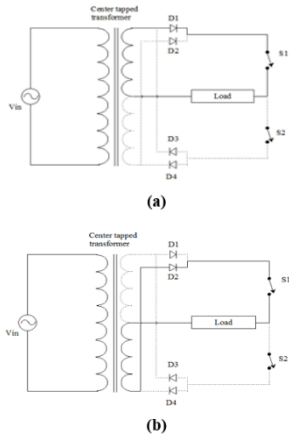 Center tapped
transformer
D1
D2
S1
Vin
Load
S2
D3
D4
(a)
Center tapped
transformer
D1
D2
S1
Vin
Load
S2
D3
D4
(b)